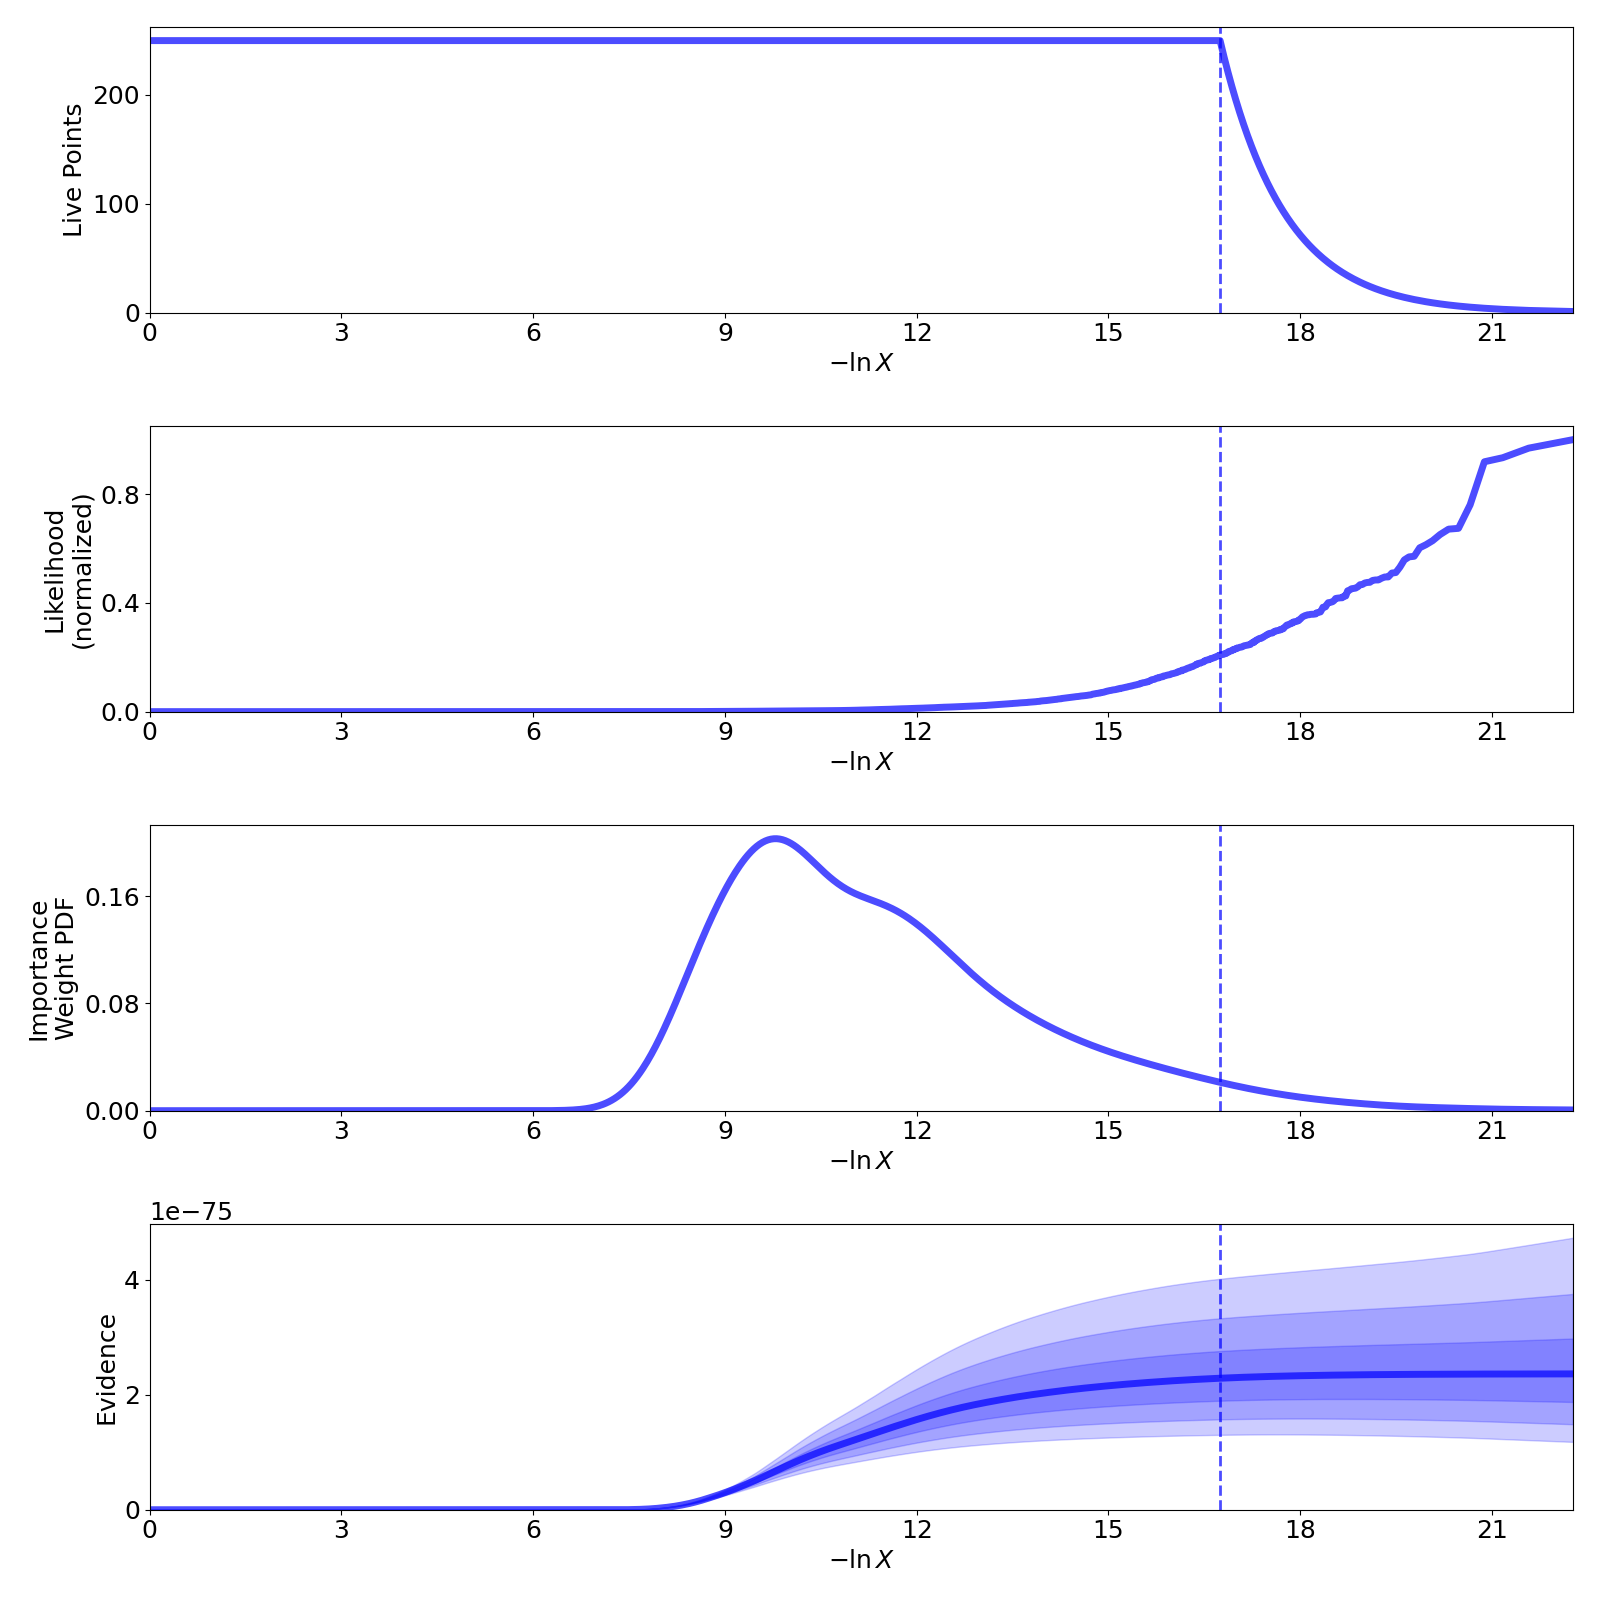 Live Points
200
100
0
0 3 6 9 12 15 18 21
−ln X
Likelihood
(normalized)
0.8
0.4
0.0
0 3 6 9 12 15 18 21
−ln X
Importance
Weight PDF
0.16
0.08
0.00
0 3 6 9 12 15 18 21
−ln X
1e−75
Evidence
4
2
0
0 3 6 9 12 15 18 21
−ln X